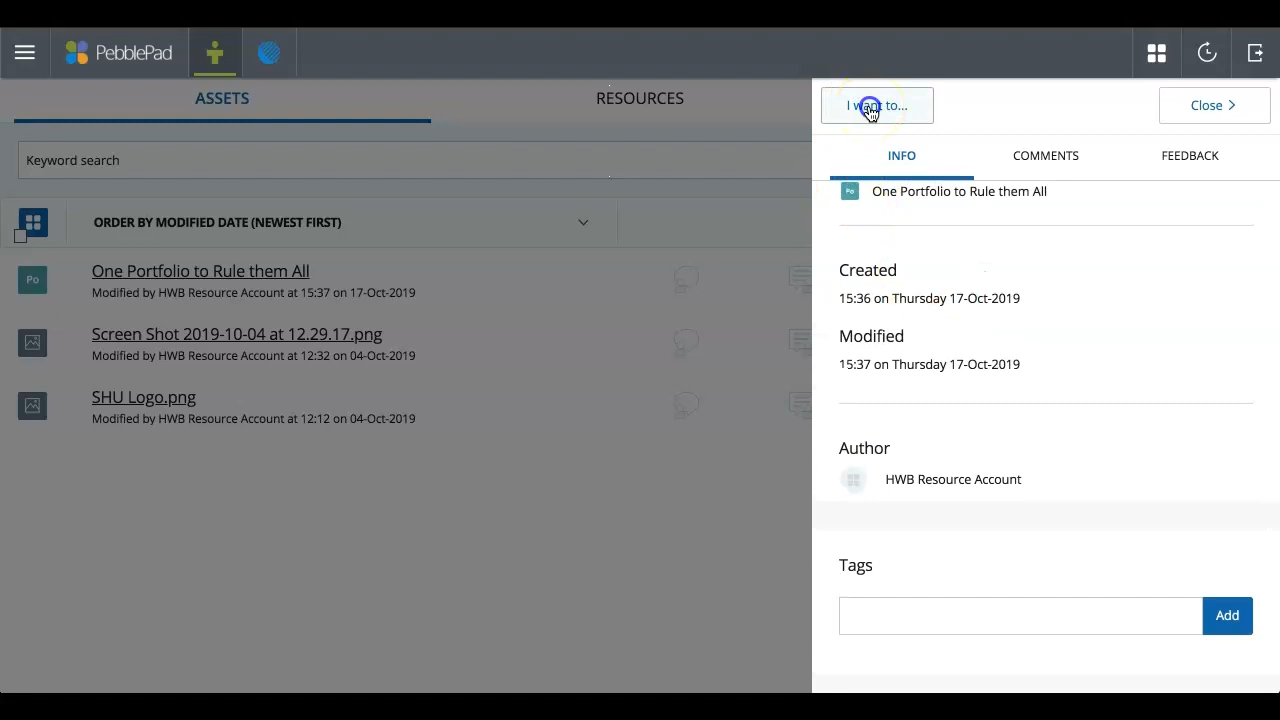 PebblePad
ASSETS
RESOURCES
Keyword search
ORDER BY MODIFIED DATE (NEWEST FIRST)
Po
One Portfolio to Rule them All
Modified by HWB Resource Account at 15:37 on 17-Oct-2019
Screen Shot 2019-10-04 at 12.29.17.png
Modified by HWB Resource Account at 12:32 on 04-Oct-2019
SHU Logo.png
Modified by HWB Resource Account at 12:12 on 04-Oct-2019
I want to...
Close
INFO
COMMENTS
FEEDBACK
Po
One Portfolio to Rule them All
Created
15:36 on Thursday 17-Oct-2019
Modified
15:37 on Thursday 17-Oct-2019
Author
HWB Resource Account
Tags
Add